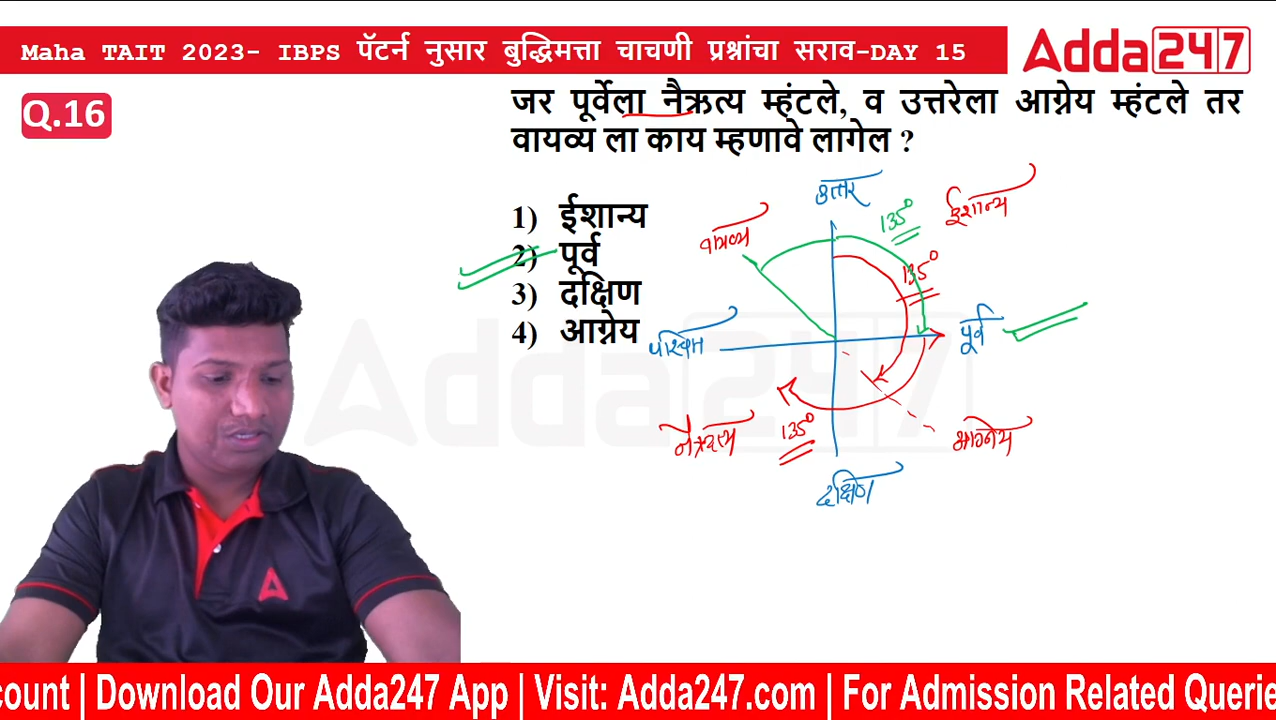 Maha TAIT 2023- IBPS पॅटर्न नुसार बुद्धिमत्ता चाचणी प्रश्नांचा सराव-DAY 15
Adda247
Q.16
जर पूर्वेला नैऋत्य म्हंटले, व उत्तरेला आग्नेय म्हंटले तर
वायव्य ला काय म्हणावे लागेल ?
1) ईशान्य
2) पूर्व
3) दक्षिण
4) आग्नेय
उत्तर
ईशान्य
135°
वायव्य
135°
पूर्व
पश्चिम
135°
नैऋत्य
आग्नेय
दक्षिण
Adda247
count | Download Our Adda247 App | Visit: Adda247.com | For Admission Related Querie